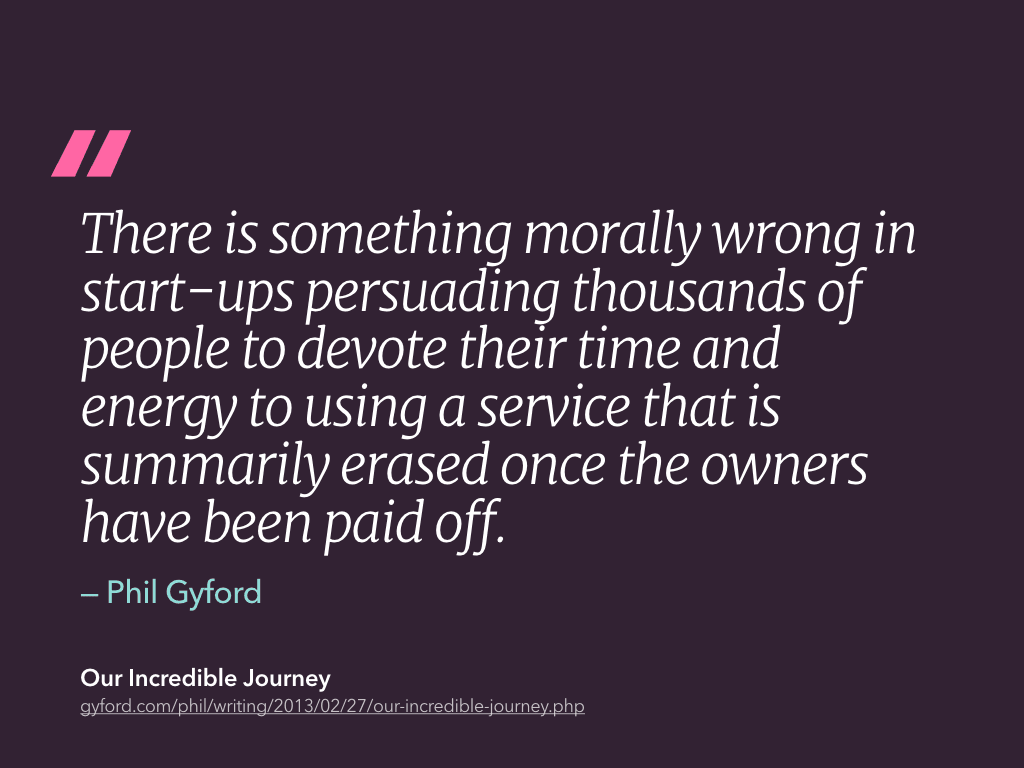 There is something morally wrong in
start-ups persuading thousands of
people to devote their time and
energy to using a service that is
summarily erased once the owners
have been paid off.
– Phil Gyford
Our Incredible Journey
gyford.com/phil/writing/2013/02/27/our-incredible-journey.php